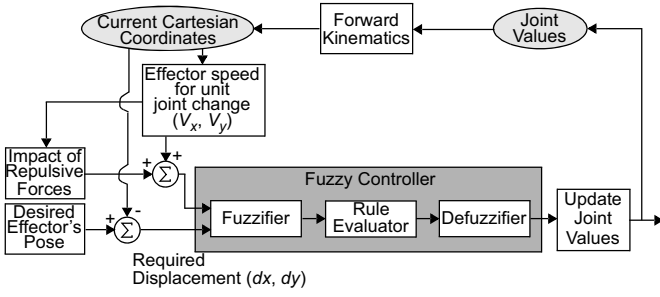 Current Cartesian
Coordinates
Forward
Kinematics
Joint
Values
Effector speed
for unit
joint change
(Vx, Vy)
Impact of
Repulsive
Forces
+
+
Σ
Fuzzy Controller
Desired
Effector's
Pose
+
-
Σ
Fuzzifier
Rule
Evaluator
Defuzzifier
Update
Joint
Values
Required
Displacement (dx, dy)